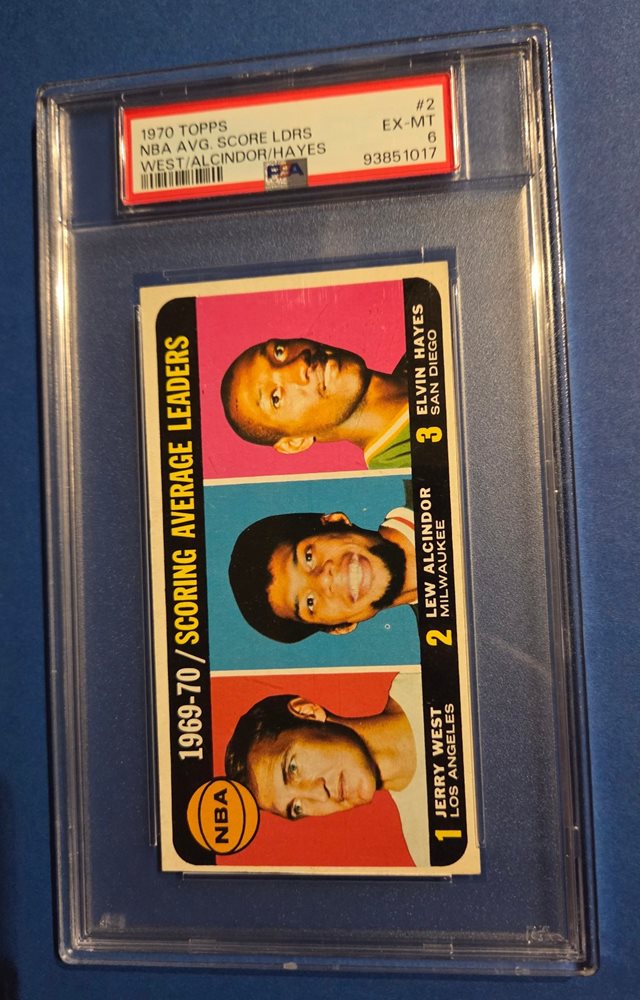 1970 TOPPS #2
NBA AVG. SCORE LDRS EX-MT
WEST/ALCINDOR/HAYES 6
93851017
PSA
1969-70/SCORING AVERAGE LEADERS
NBA
1 JERRY WEST
LOS ANGELES
2 LEW ALCINDOR
MILWAUKEE
3 ELVIN HAYES
SAN DIEGO